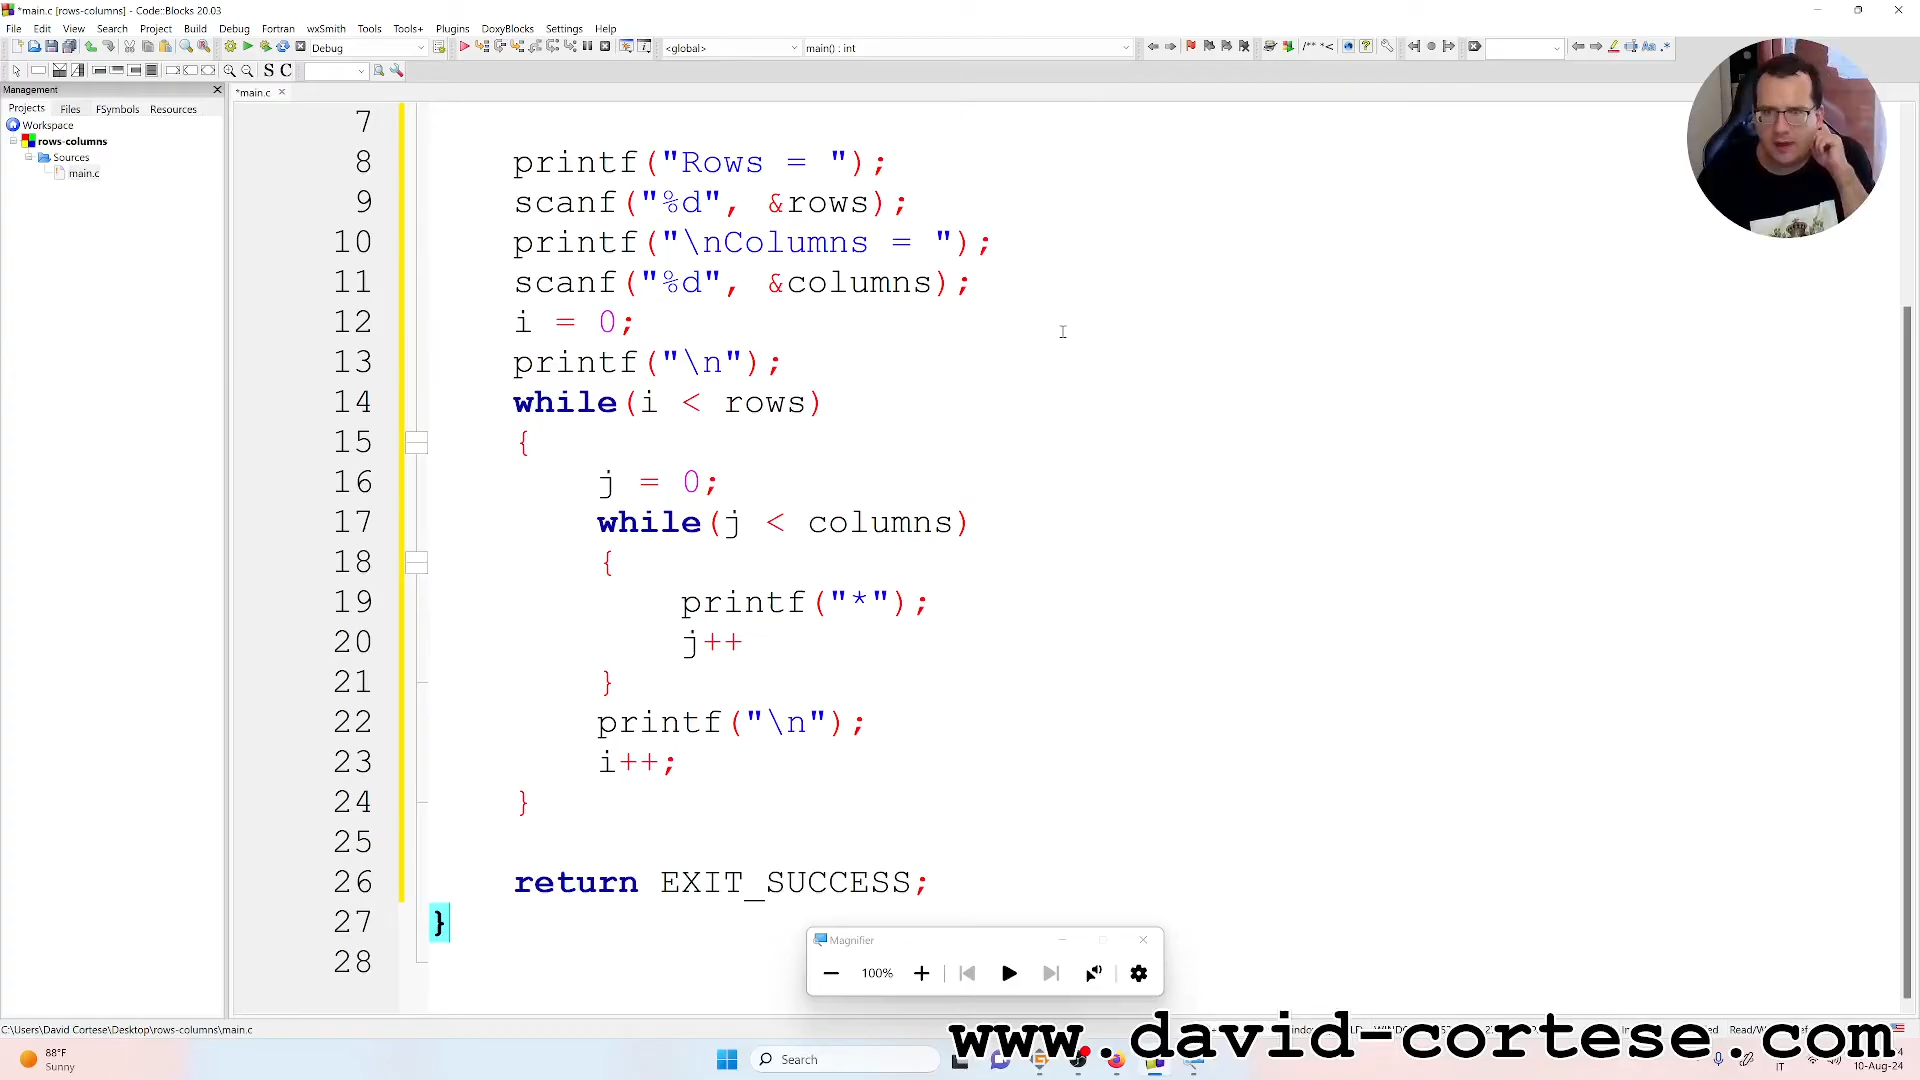 *main.c [rows-columns] - Code::Blocks 20.03
File Edit View Search Project Build Debug Fortran wxSmith Tools Tools+ Plugins DoxyBlocks Settings Help
Debug <global> main() : int
/** *<
S C
Management
*main.c
Projects Files FSymbols Resources
Workspace
rows-columns
Sources
main.c
7
8 printf("Rows = ");
9 scanf("%d", &rows);
10 printf("\nColumns = ");
11 scanf("%d", &columns);
12 i = 0;
13 printf("\n");
14 while(i < rows)
15 {
16 j = 0;
17 while(j < columns)
18 {
19 printf("*");
20 j++
21 }
22 printf("\n");
23 i++;
24 }
25
26 return EXIT_SUCCESS;
27 }
28
Magnifier
100%
C:\Users\David Cortese\Desktop\rows-columns\main.c
www.david-cortese.com
88°F
Sunny
Search
IT
10-Aug-24